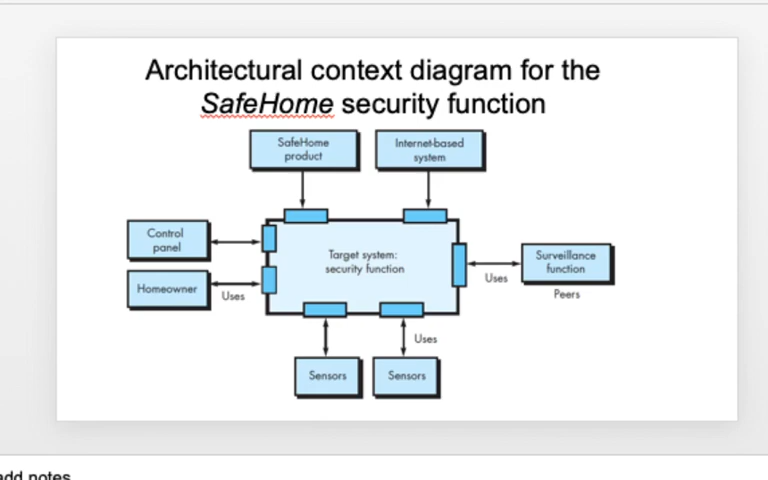 Architectural context diagram for the
SafeHome security function
SafeHome
product
Internet-based
system
Control
panel
Target system:
security function
Surveillance
function
Homeowner
Uses
Uses
Peers
Uses
Sensors
Sensors
add notes